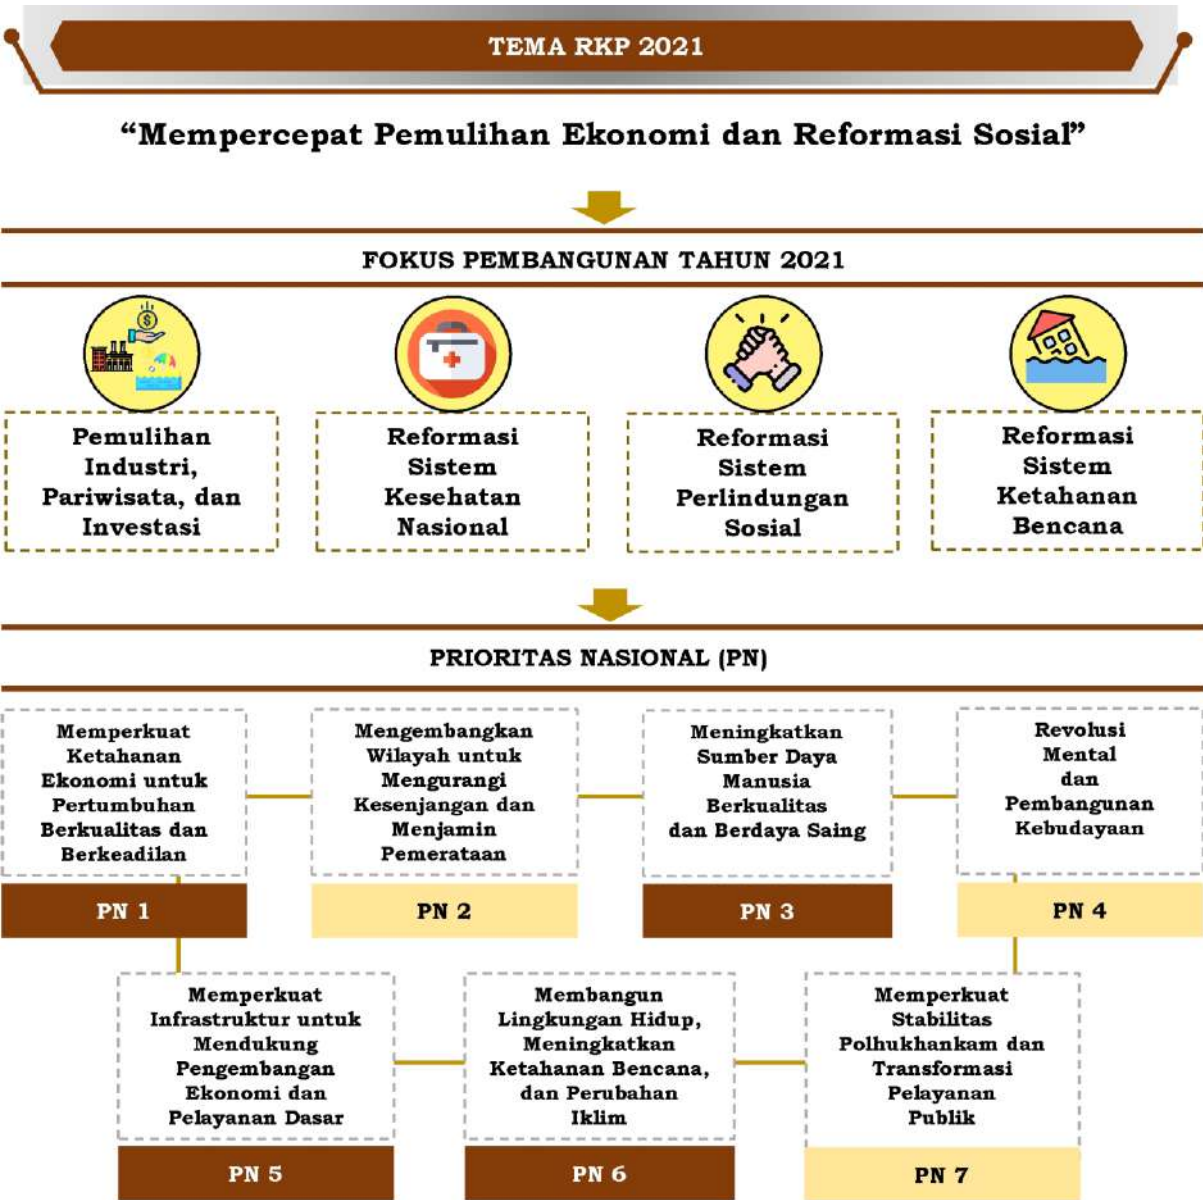 TEMA RKP 2021
“Mempercepat Pemulihan Ekonomi dan Reformasi Sosial”
FOKUS PEMBANGUNAN TAHUN 2021
Pemulihan
Industri,
Pariwisata, dan
Investasi
Reformasi
Sistem
Kesehatan
Nasional
Reformasi
Sistem
Perlindungan
Sosial
Reformasi
Sistem
Ketahanan
Bencana
PRIORITAS NASIONAL (PN)
Memperkuat
Ketahanan
Ekonomi untuk
Pertumbuhan
Berkualitas dan
Berkeadilan
PN 1
Mengembangkan
Wilayah untuk
Mengurangi
Kesenjangan dan
Menjamin
Pemerataan
PN 2
Meningkatkan
Sumber Daya
Manusia
Berkualitas
dan Berdaya Saing
PN 3
Revolusi
Mental
dan
Pembangunan
Kebudayaan
PN 4
Memperkuat
Infrastruktur untuk
Mendukung
Pengembangan
Ekonomi dan
Pelayanan Dasar
PN 5
Membangun
Lingkungan Hidup,
Meningkatkan
Ketahanan Bencana,
dan Perubahan
Iklim
PN 6
Memperkuat
Stabilitas
Polhukhankam dan
Transformasi
Pelayanan
Publik
PN 7